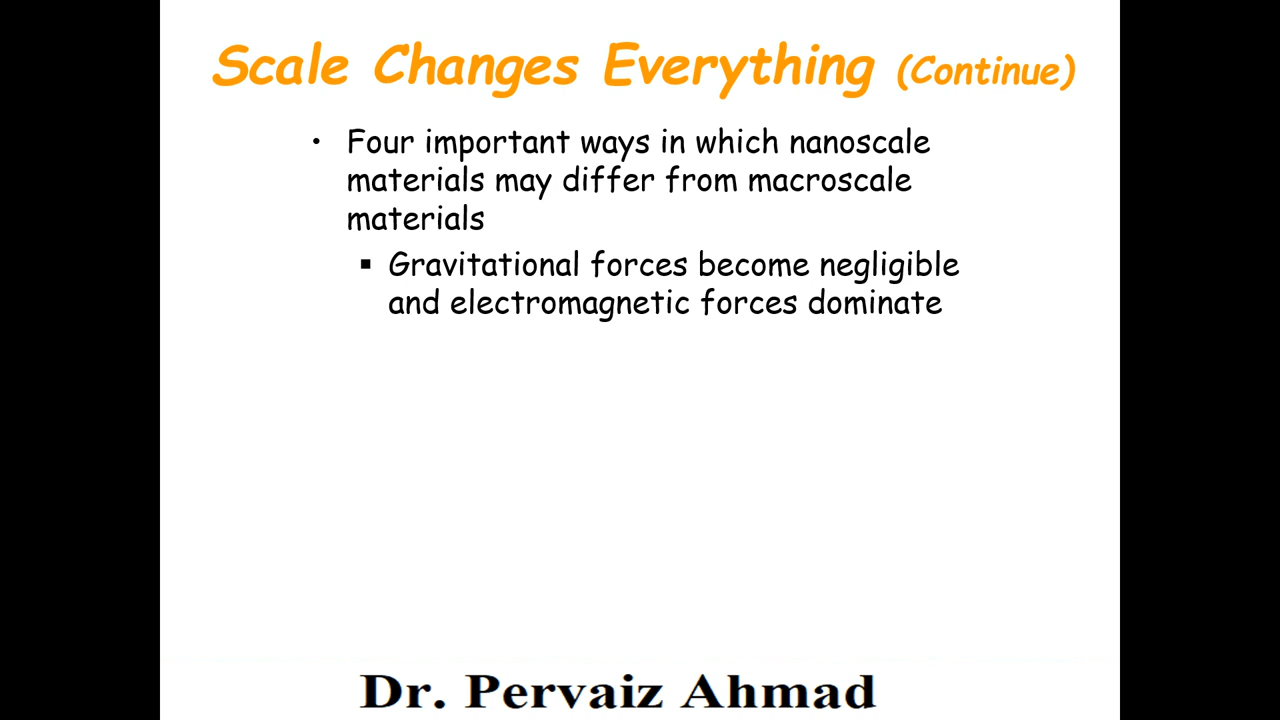 Scale Changes Everything (Continue)
• Four important ways in which nanoscale
materials may differ from macroscale
materials
▪ Gravitational forces become negligible
and electromagnetic forces dominate
Dr. Pervaiz Ahmad